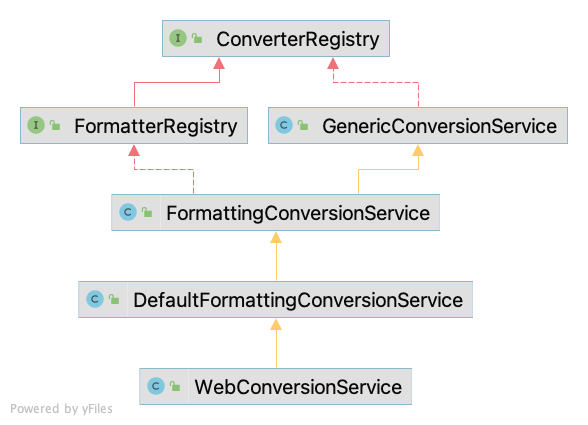 I ConverterRegistry
I FormatterRegistry
C GenericConversionService
C FormattingConversionService
C DefaultFormattingConversionService
C WebConversionService
Powered by yFiles